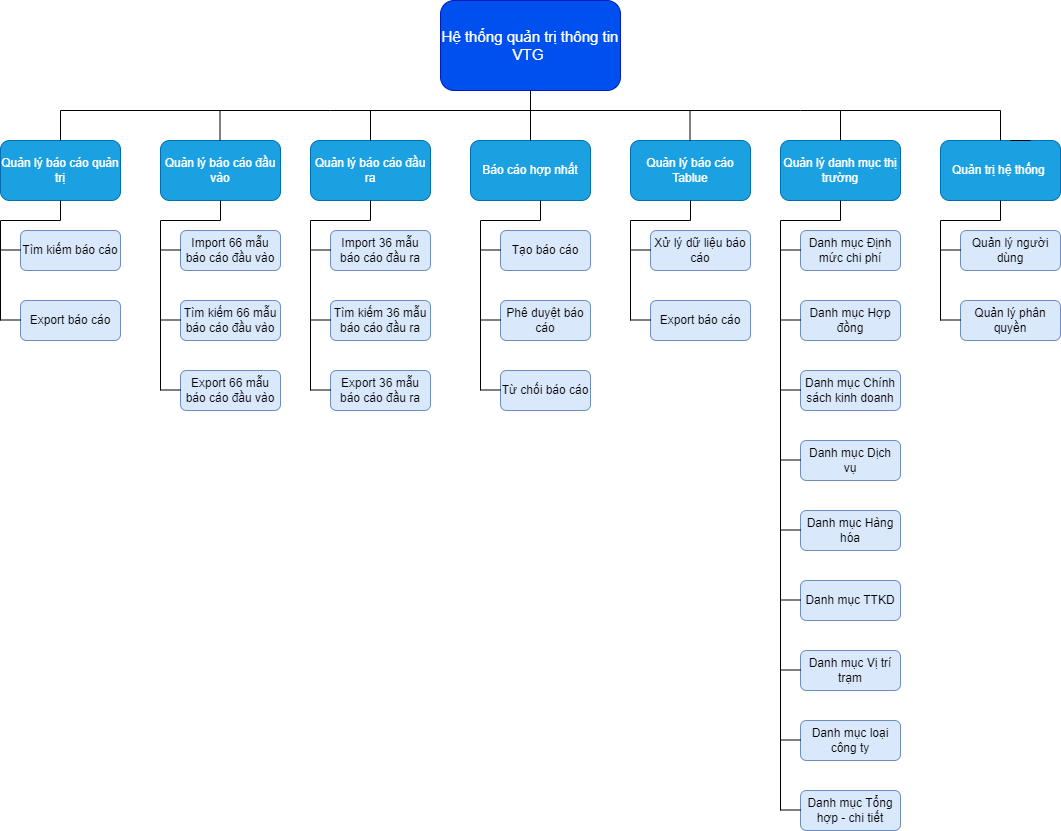 Hệ thống quản trị thông tin
VTG
Quản lý báo cáo quản
trị
Tìm kiếm báo cáo
Export báo cáo
Quản lý báo cáo đầu
vào
Import 66 mẫu
báo cáo đầu vào
Tìm kiếm 66 mẫu
báo cáo đầu vào
Export 66 mẫu
báo cáo đầu vào
Quản lý báo cáo đầu
ra
Import 36 mẫu
báo cáo đầu ra
Tìm kiếm 36 mẫu
báo cáo đầu ra
Export 36 mẫu
báo cáo đầu ra
Báo cáo hợp nhất
Tạo báo cáo
Phê duyệt báo
cáo
Từ chối báo cáo
Quản lý báo cáo
Tablue
Xử lý dữ liệu báo
cáo
Export báo cáo
Quản lý danh mục thị
trường
Danh mục Định
mức chi phí
Danh mục Hợp
đồng
Danh mục Chính
sách kinh doanh
Danh mục Dịch
vụ
Danh mục Hàng
hóa
Danh mục TTKD
Danh mục Vị trí
trạm
Danh mục loại
công ty
Danh mục Tổng
hợp - chi tiết
Quản trị hệ thống
Quản lý người
dùng
Quản lý phân
quyền